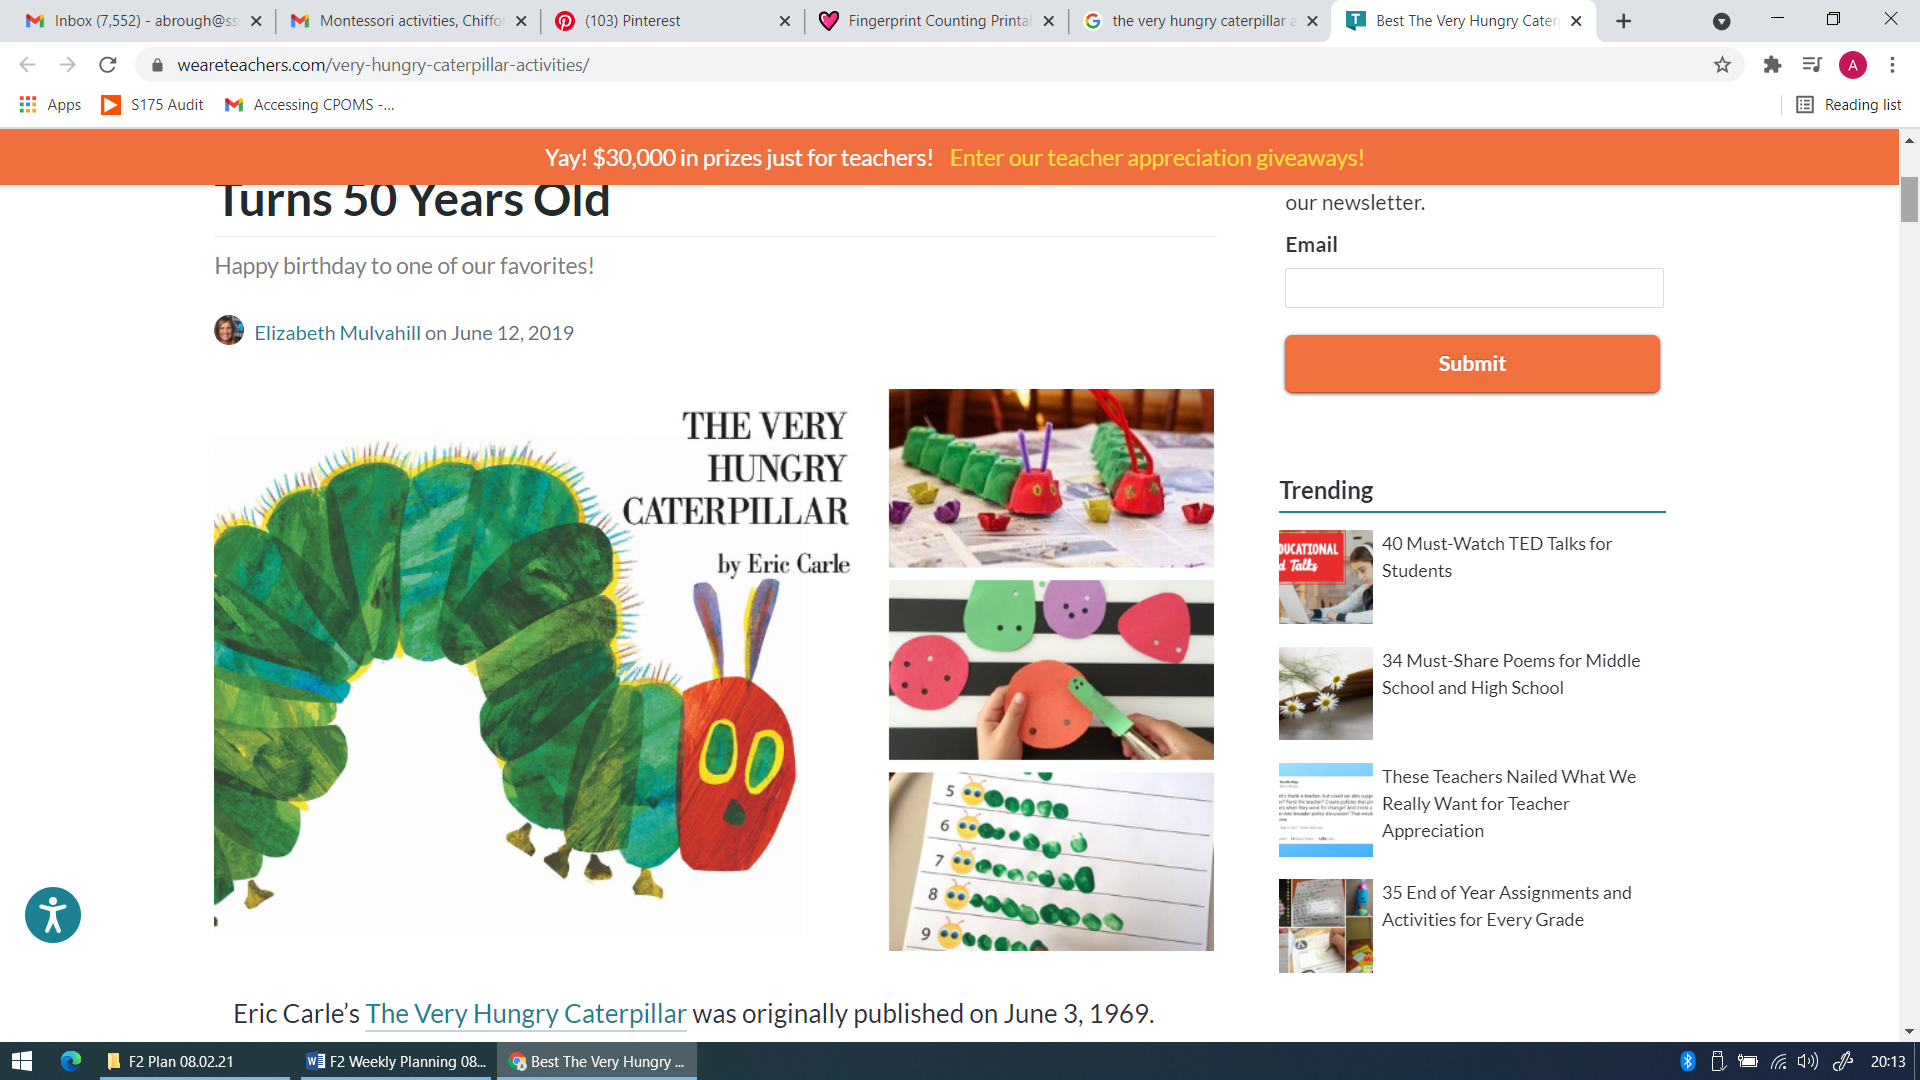 Inbox (7,552) - abrough@ss
Montessori activities, Chiffo
(103) Pinterest
Fingerprint Counting Printa
the very hungry caterpillar a
Best The Very Hungry Cater
weareteachers.com/very-hungry-caterpillar-activities/
A
Apps
S175 Audit
Accessing CPOMS -...
Reading list
Yay! $30,000 in prizes just for teachers! Enter our teacher appreciation giveaways!
Turns 50 Years Old
Happy birthday to one of our favorites!
Elizabeth Mulvahill on June 12, 2019
THE VERY
HUNGRY
CATERPILLAR
by Eric Carle
5
6
7
8
9
our newsletter.
Email
Submit
Trending
DUCATIONAL
d Talks
40 Must-Watch TED Talks for
Students
34 Must-Share Poems for Middle
School and High School
These Teachers Nailed What We
Really Want for Teacher
Appreciation
35 End of Year Assignments and
Activities for Every Grade
Eric Carle’s The Very Hungry Caterpillar was originally published on June 3, 1969.
F2 Plan 08.02.21
F2 Weekly Planning 08...
Best The Very Hungry ...
20:13